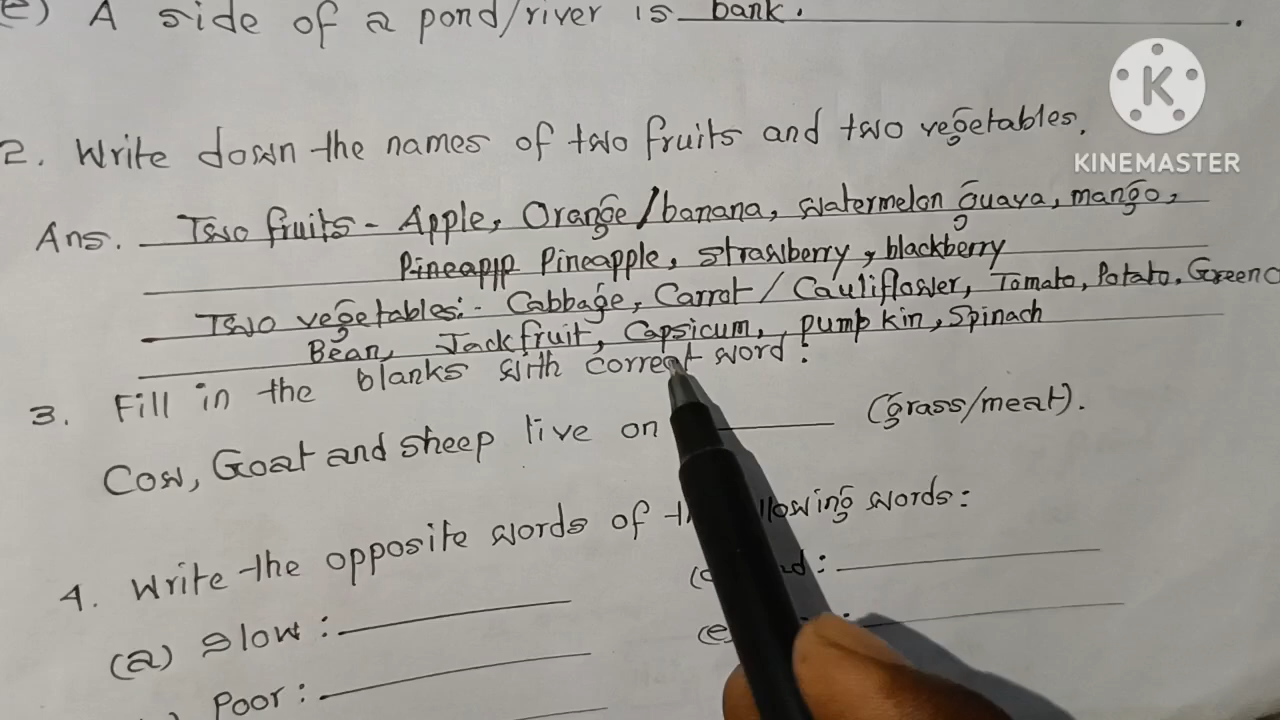 e) A side of a pond/river is bank.
KINEMASTER
2. Write down the names of two fruits and two vegetables.
Ans. Two fruits - Apple, Orange/banana, watermelon guava, mango,
Pineapple, strawberry, blackberry
Two vegetables:- Cabbage, Carrot / Cauliflower, Tomato, Potato, Green
Bean, Jackfruit, Capsicum, pumpkin, Spinach
3. Fill in the blanks with correct word:
Cow, Goat and sheep live on (grass/meat).
4. Write the opposite words of words:
(a) slow:
(e)
Poor: